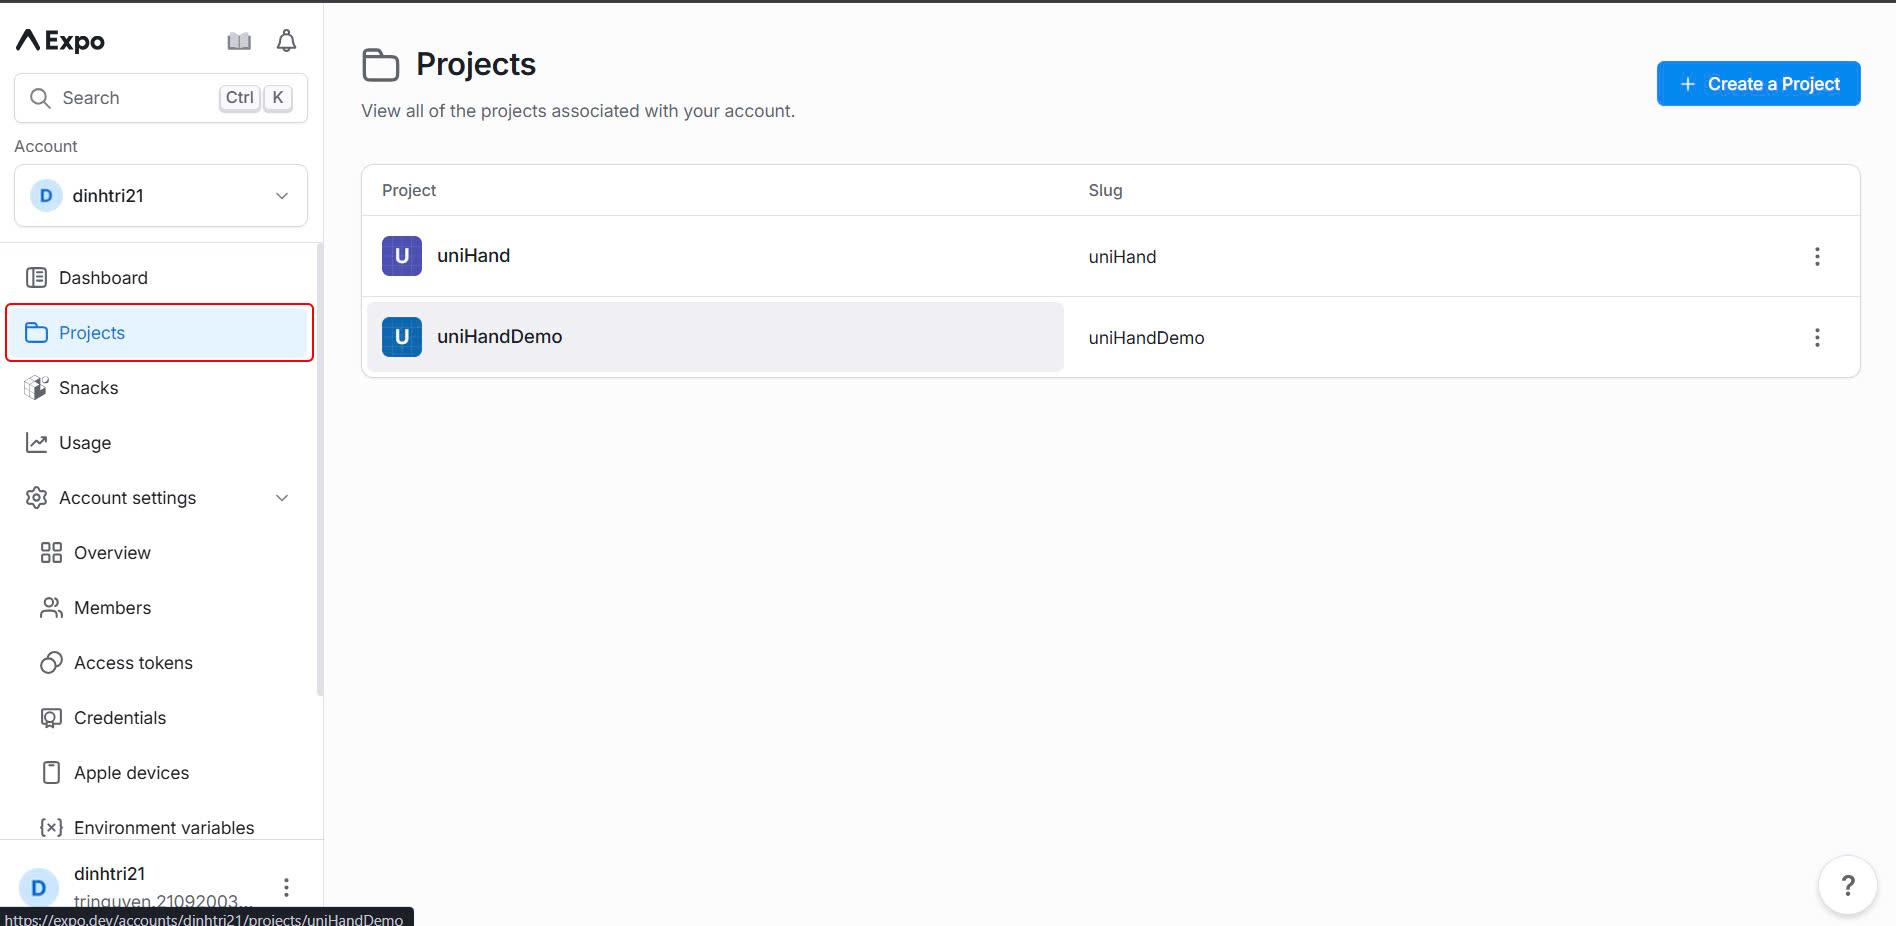 Expo
Search Ctrl K
Account
D dinhtri21
Dashboard
Projects
Snacks
Usage
Account settings
Overview
Members
Access tokens
Credentials
Apple devices
Environment variables
D dinhtri21
tringuyen.21092003...
https://expo.dev/accounts/dinhtri21/projects/uniHandDemo
Projects
View all of the projects associated with your account.
Create a Project
Project Slug
U uniHand uniHand
U uniHandDemo uniHandDemo
?